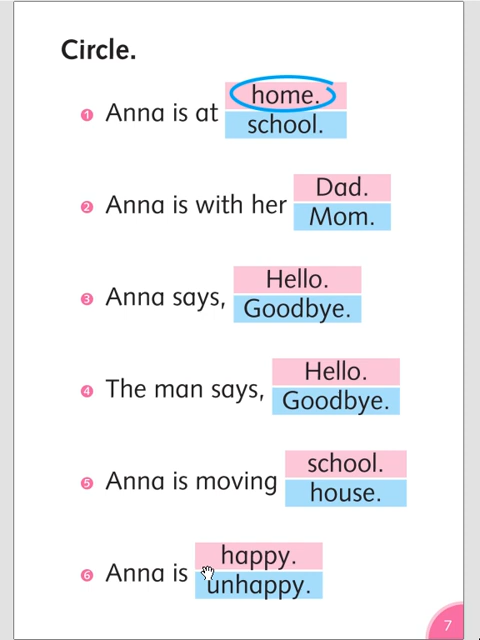 Circle.
1 Anna is at home.
school.
2 Anna is with her Dad.
Mom.
3 Anna says, Hello.
Goodbye.
4 The man says, Hello.
Goodbye.
5 Anna is moving school.
house.
6 Anna is happy.
unhappy.
7